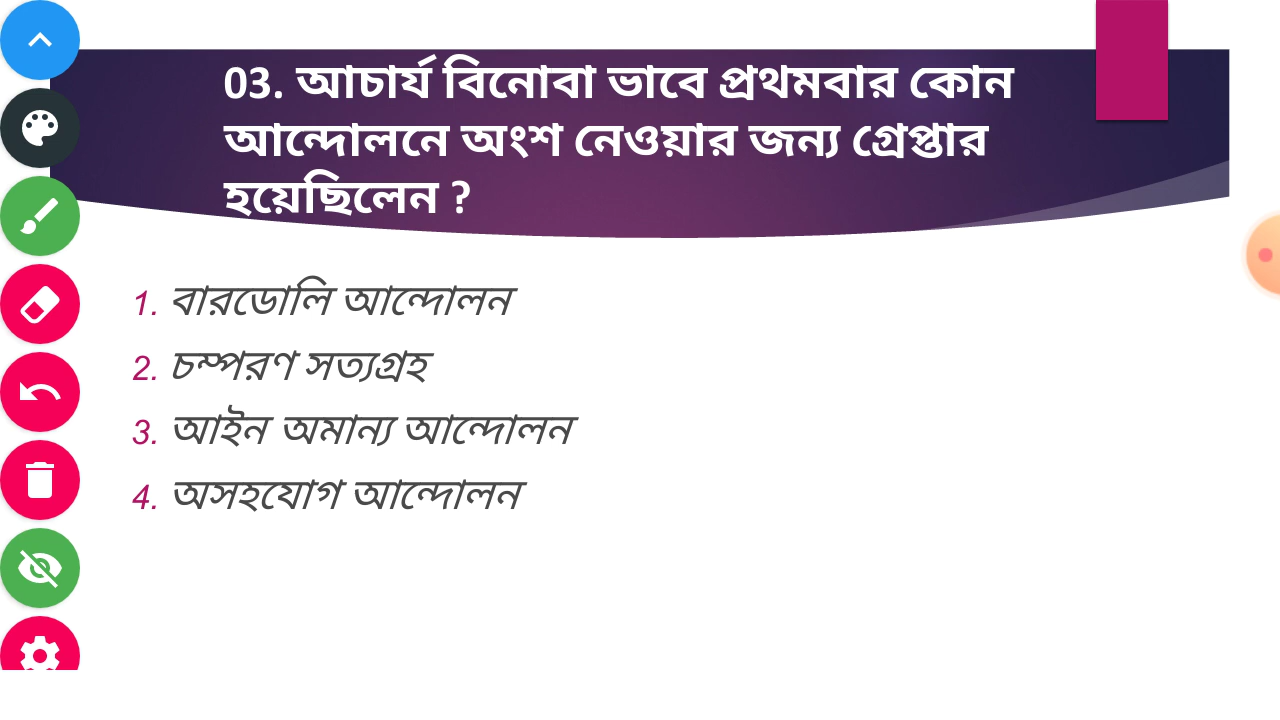 03. আচার্য বিনোবা ভাবে প্রথমবার কোন
আন্দোলনে অংশ নেওয়ার জন্য গ্রেপ্তার
হয়েছিলেন ?
1. বারডোলি আন্দোলন
2. চম্পরণ সত্যগ্রহ
3. আইন অমান্য আন্দোলন
4. অসহযোগ আন্দোলন